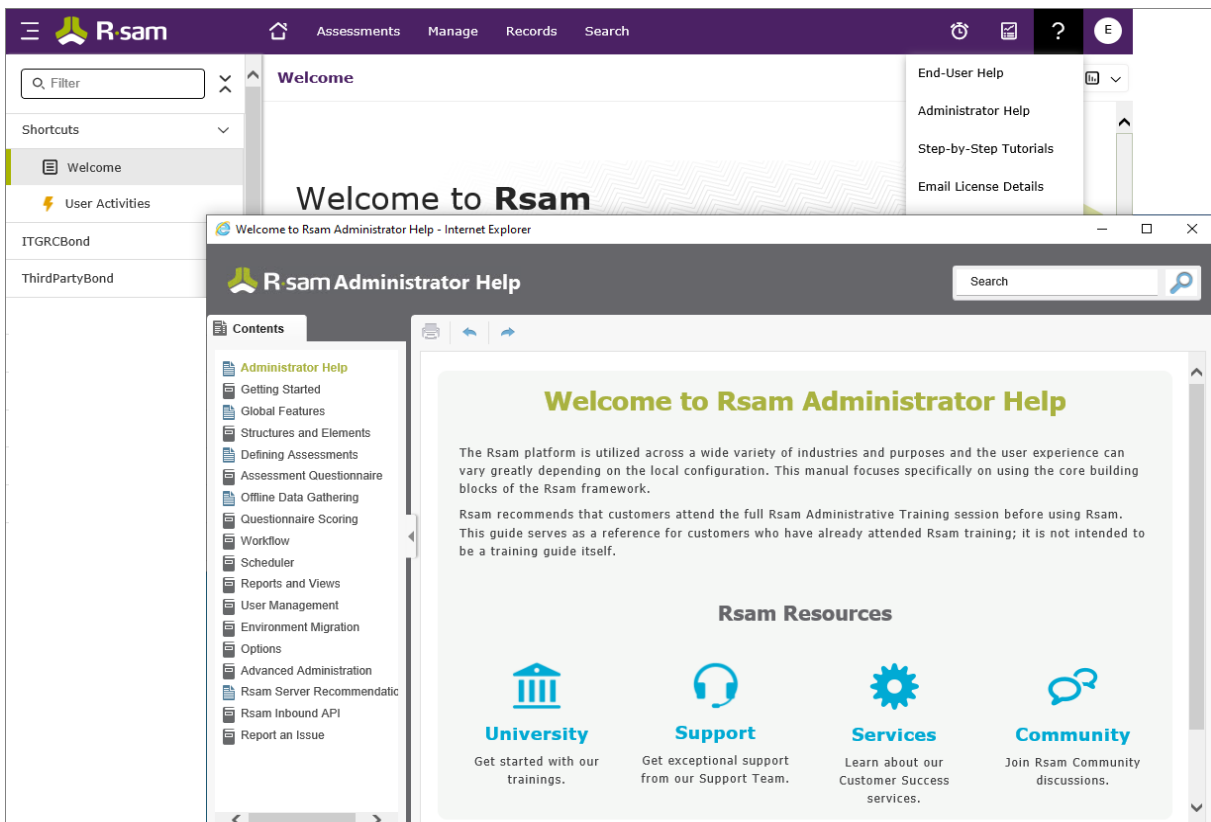 R·sam
Assessments Manage Records Search
? E
Filter
Shortcuts
Welcome
User Activities
ITGRCBond
ThirdPartyBond
Welcome
Welcome to Rsam
End-User Help
Administrator Help
Step-by-Step Tutorials
Email License Details
Welcome to Rsam Administrator Help - Internet Explorer
R·sam Administrator Help
Search
Contents
Administrator Help
Getting Started
Global Features
Structures and Elements
Defining Assessments
Assessment Questionnaire
Offline Data Gathering
Questionnaire Scoring
Workflow
Scheduler
Reports and Views
User Management
Environment Migration
Options
Advanced Administration
Rsam Server Recommendatio
Rsam Inbound API
Report an Issue
Welcome to Rsam Administrator Help
The Rsam platform is utilized across a wide variety of industries and purposes and the user experience can
vary greatly depending on the local configuration. This manual focuses specifically on using the core building
blocks of the Rsam framework.
Rsam recommends that customers attend the full Rsam Administrative Training session before using Rsam.
This guide serves as a reference for customers who have already attended Rsam training; it is not intended to
be a training guide itself.
Rsam Resources
University
Get started with our
trainings.
Support
Get exceptional support
from our Support Team.
Services
Learn about our
Customer Success
services.
Community
Join Rsam Community
discussions.